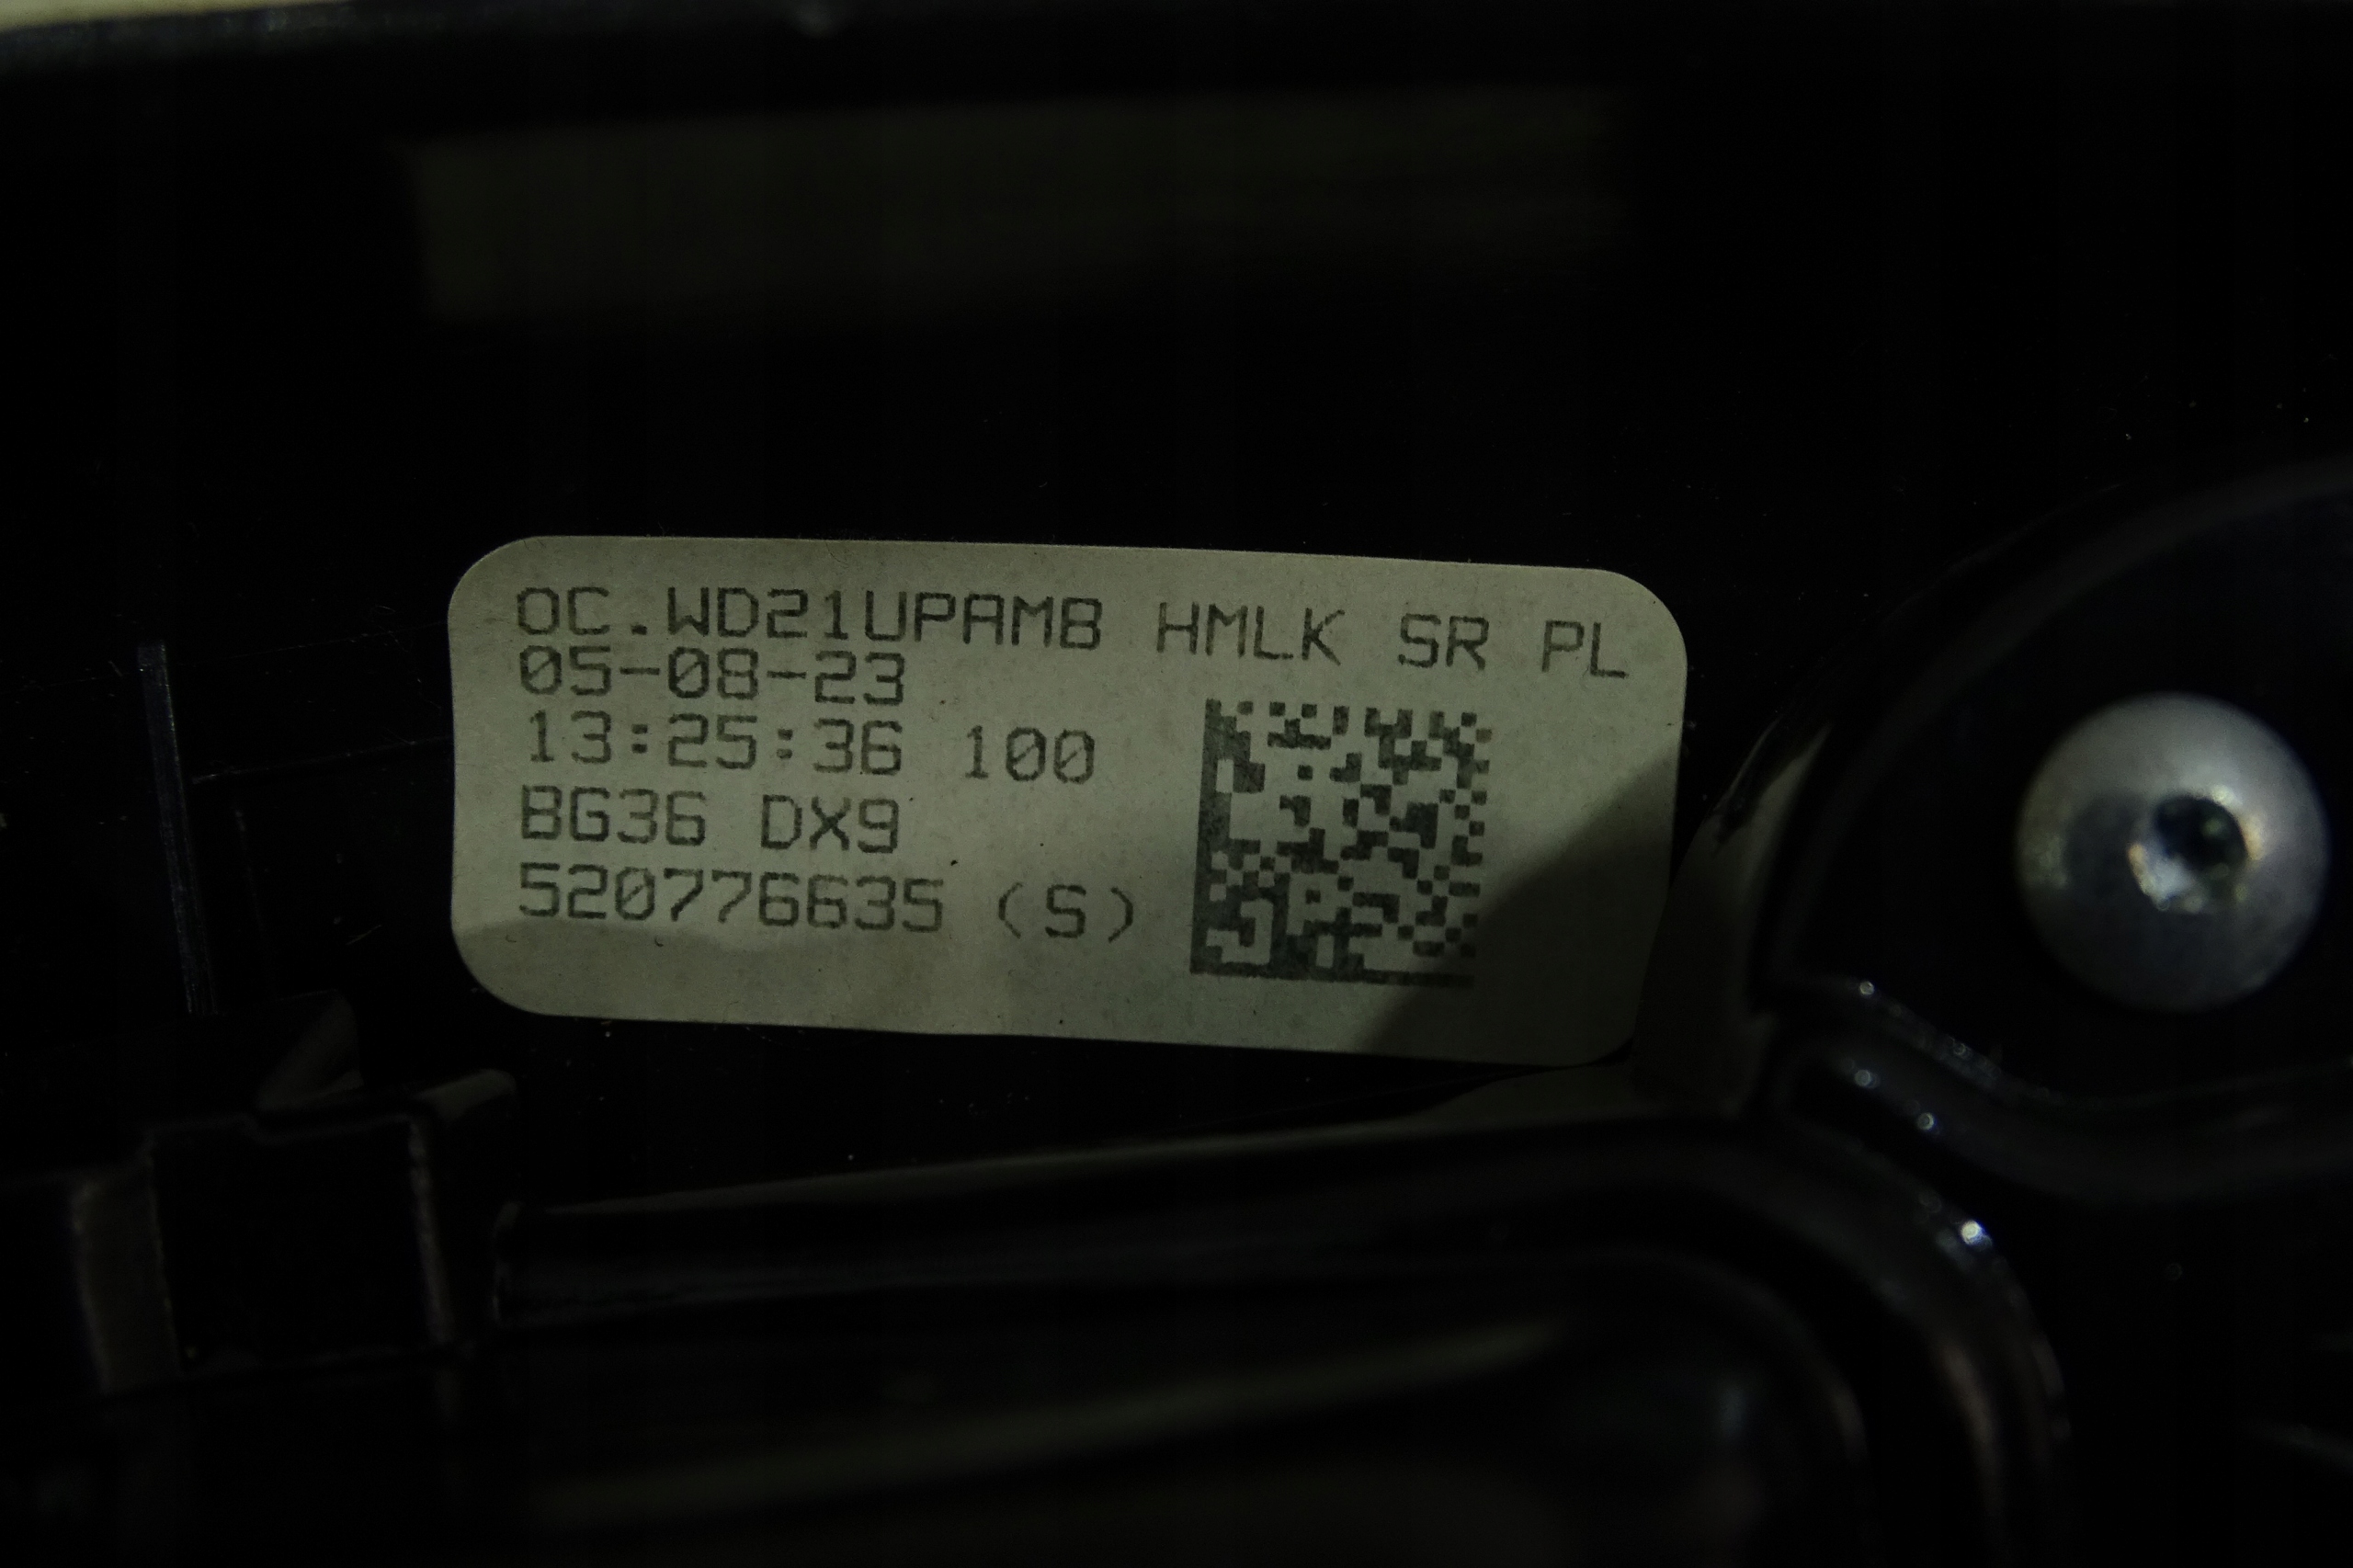 OC.WD21UPAMB HMLK SR PL
05-08-23
13:25:36 100
BG36 DX9
520776635 (S)